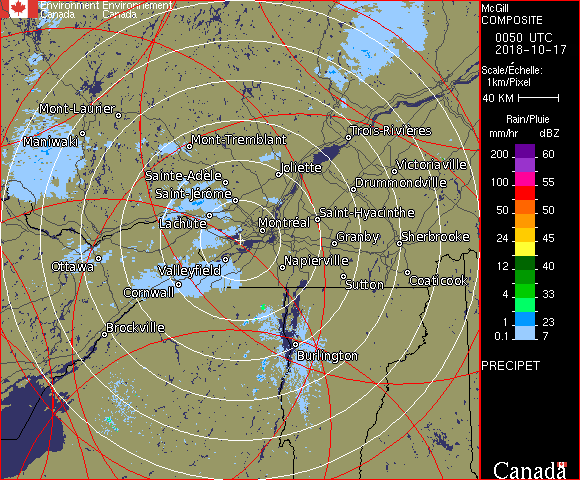 Environment Environnement
Canada Canada
Mont-Laurier
Maniwaki
Mont-Tremblant
Trois-Rivières
Sainte-Adèle
Joliette
Victoriaville
Saint-Jérôme
Drummondville
Lachute
Montréal
Saint-Hyacinthe
Granby
Sherbrooke
Ottawa
Valleyfield
Napierville
Cornwall
Sutton
Coaticook
Brockville
Burlington
McGill
COMPOSITE
0050 UTC
2018-10-17
Scale/Échelle:
1km/Pixel
40 KM
Rain/Pluie
mm/hr dBZ
200 60
100 55
50 50
24 45
12 40
4 33
1 23
0.1 7
PRECIPET
Canada